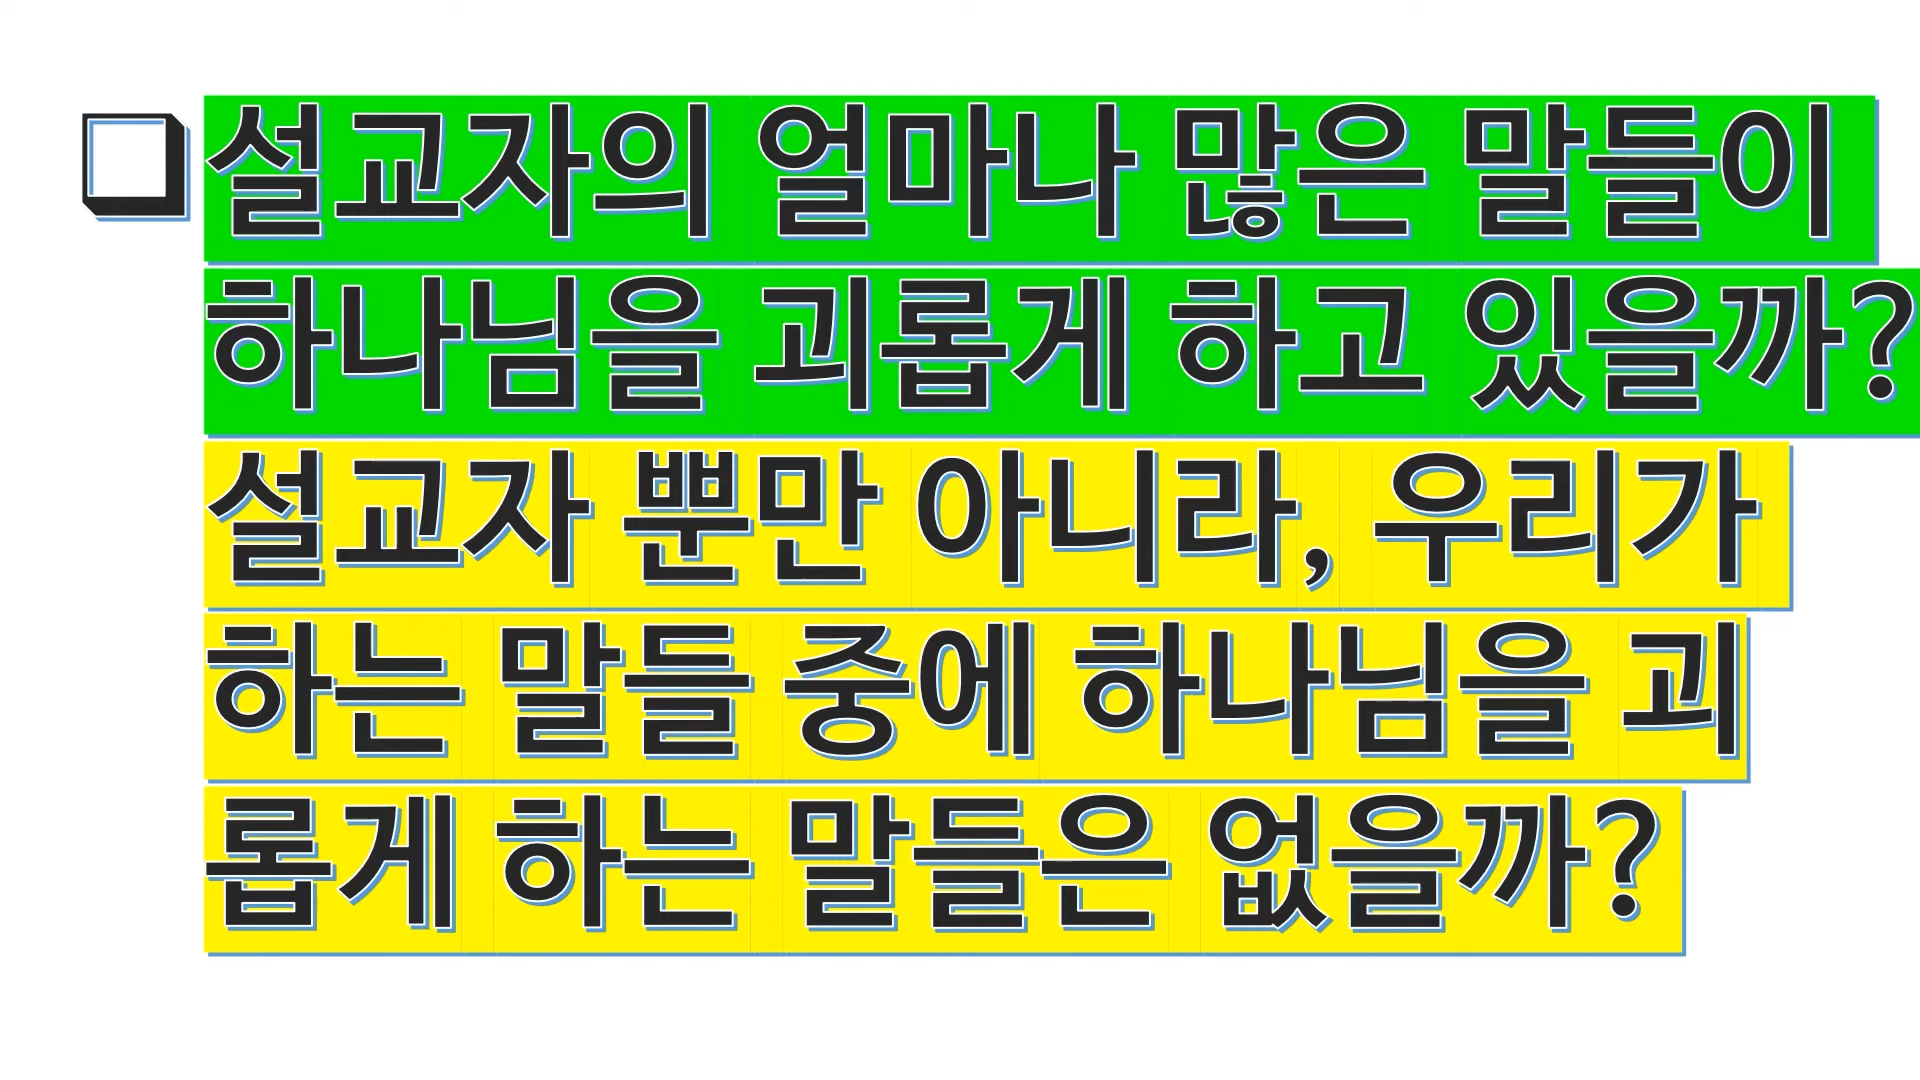 ❑설교자의 얼마나 많은 말들이
하나님을 괴롭게 하고 있을까?
설교자 뿐만 아니라, 우리가
하는 말들 중에 하나님을 괴
롭게 하는 말들은 없을까?